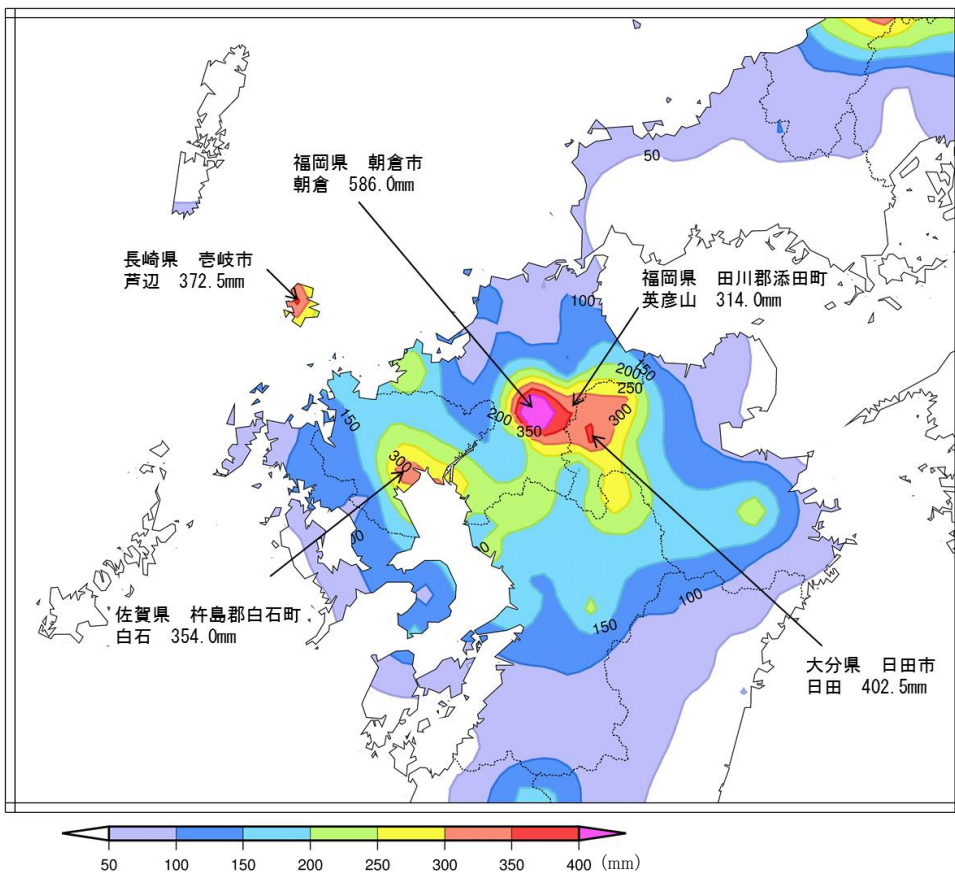 50
福岡県　朝倉市
朝倉　586.0mm
長崎県　壱岐市
芦辺　372.5mm
福岡県　田川郡添田町
英彦山　314.0mm
100
150
200
250
300
200
350
150
300
150
100
佐賀県　杵島郡白石町
白石　354.0mm
大分県　日田市
日田　402.5mm
50 100 150 200 250 300 350 400 (mm)